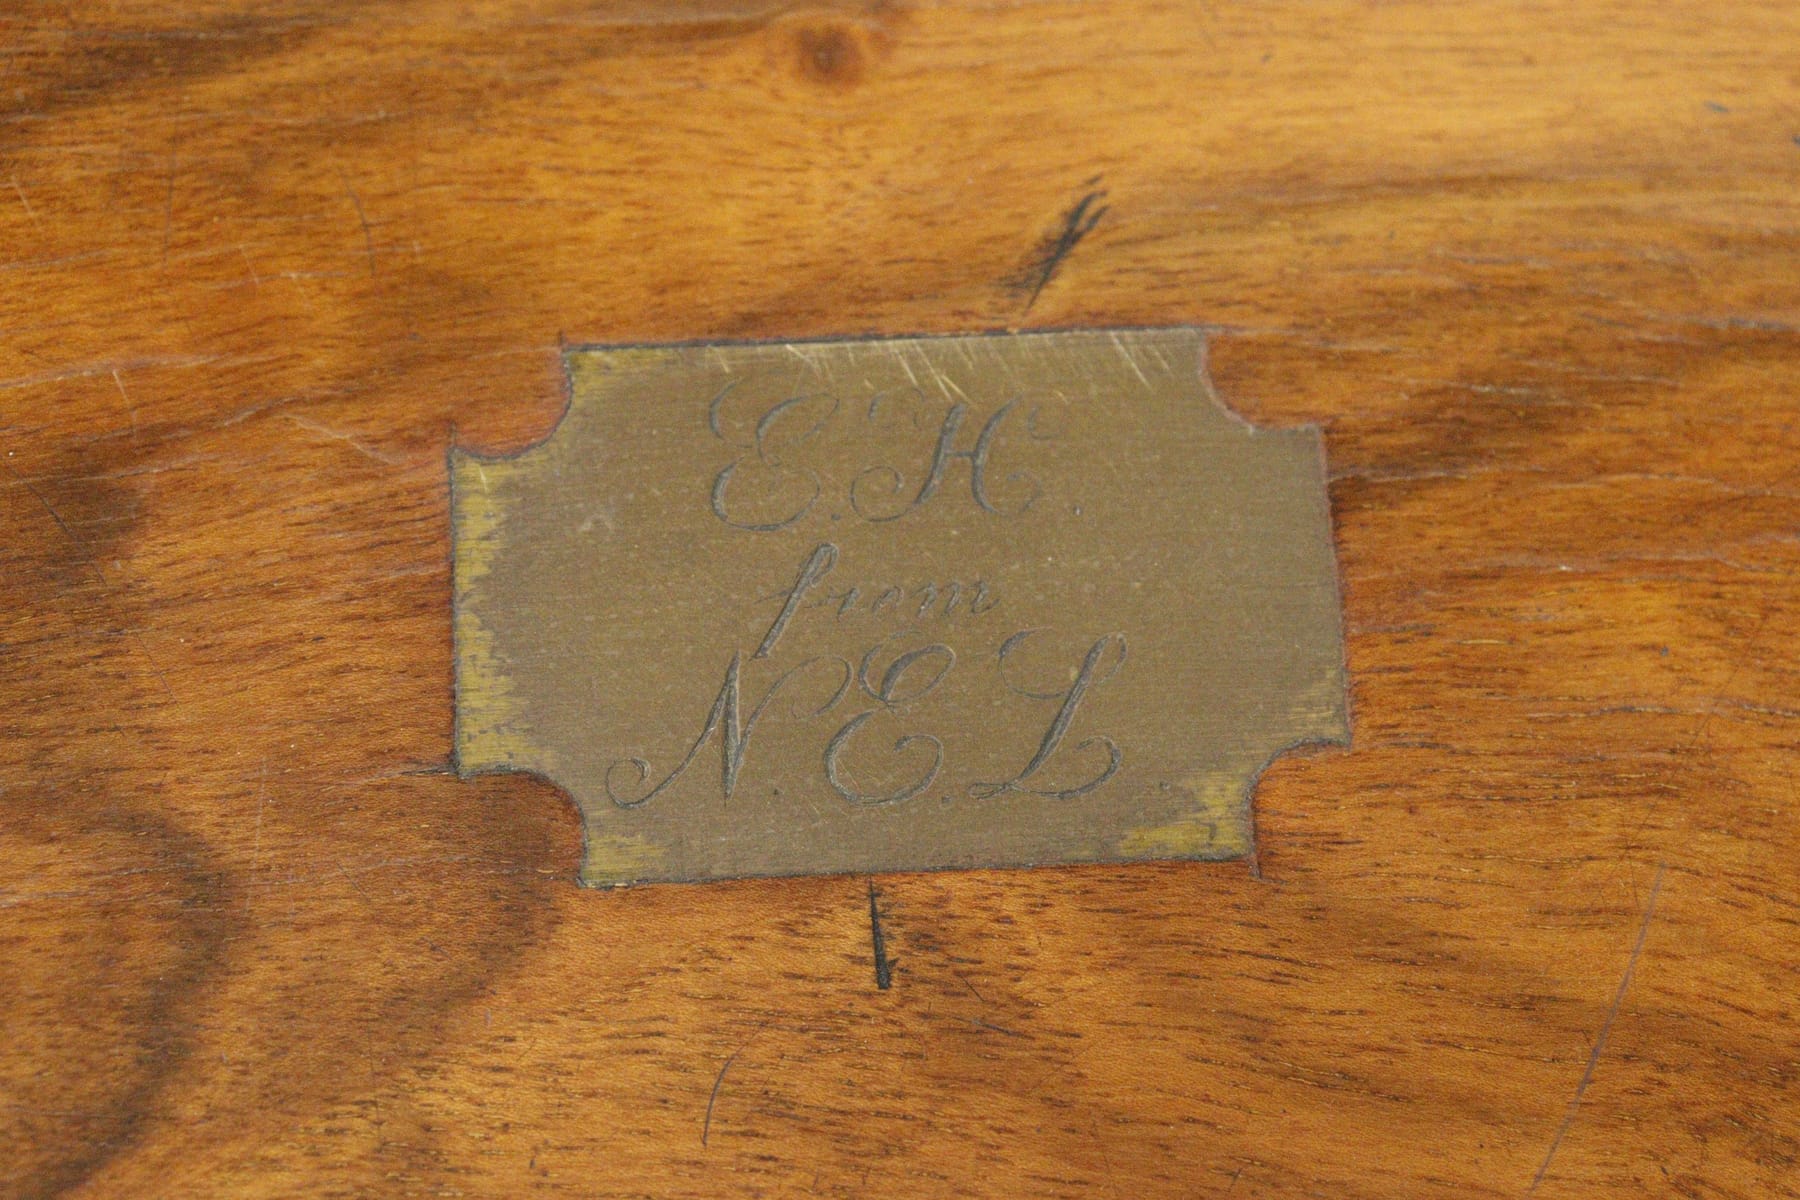 E. H.
from
N. E. L.